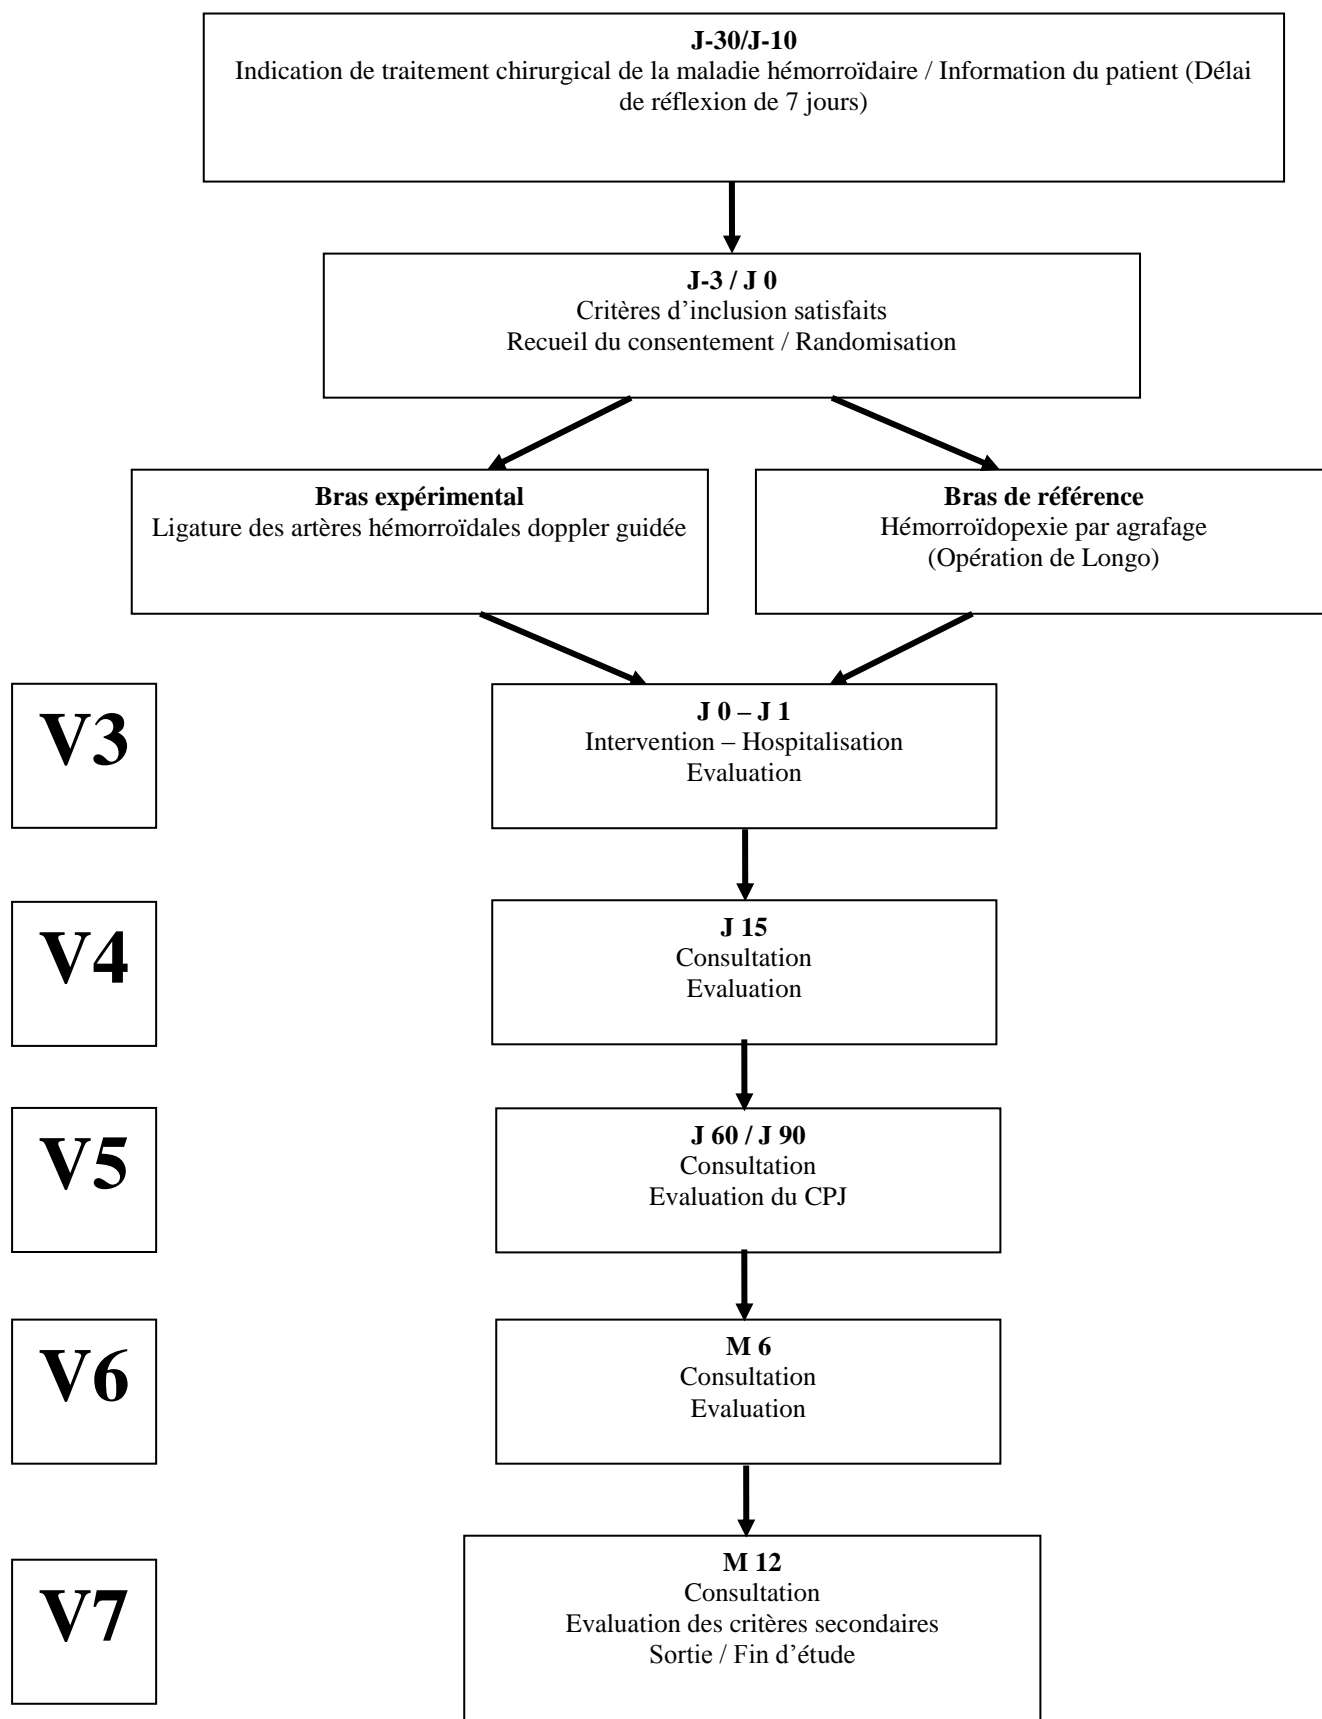 J-30/J-10
Indication de traitement chirurgical de la maladie hémorroïdaire / Information du patient (Délai
de réflexion de 7 jours)
J-3 / J 0
Critères d’inclusion satisfaits
Recueil du consentement / Randomisation
Bras expérimental
Ligature des artères hémorroïdales doppler guidée
Bras de référence
Hémorroïdopexie par agrafage
(Opération de Longo)
V3
J 0 – J 1
Intervention – Hospitalisation
Evaluation
V4
J 15
Consultation
Evaluation
V5
J 60 / J 90
Consultation
Evaluation du CPJ
V6
M 6
Consultation
Evaluation
V7
M 12
Consultation
Evaluation des critères secondaires
Sortie / Fin d’étude